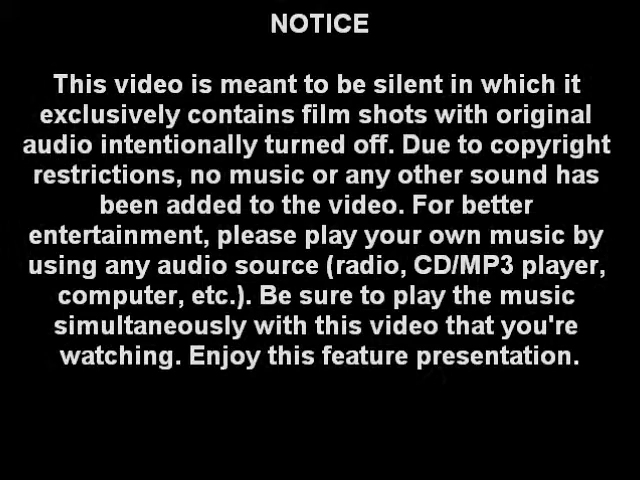 NOTICE
This video is meant to be silent in which it
exclusively contains film shots with original
audio intentionally turned off. Due to copyright
restrictions, no music or any other sound has
been added to the video. For better
entertainment, please play your own music by
using any audio source (radio, CD/MP3 player,
computer, etc.). Be sure to play the music
simultaneously with this video that you're
watching. Enjoy this feature presentation.